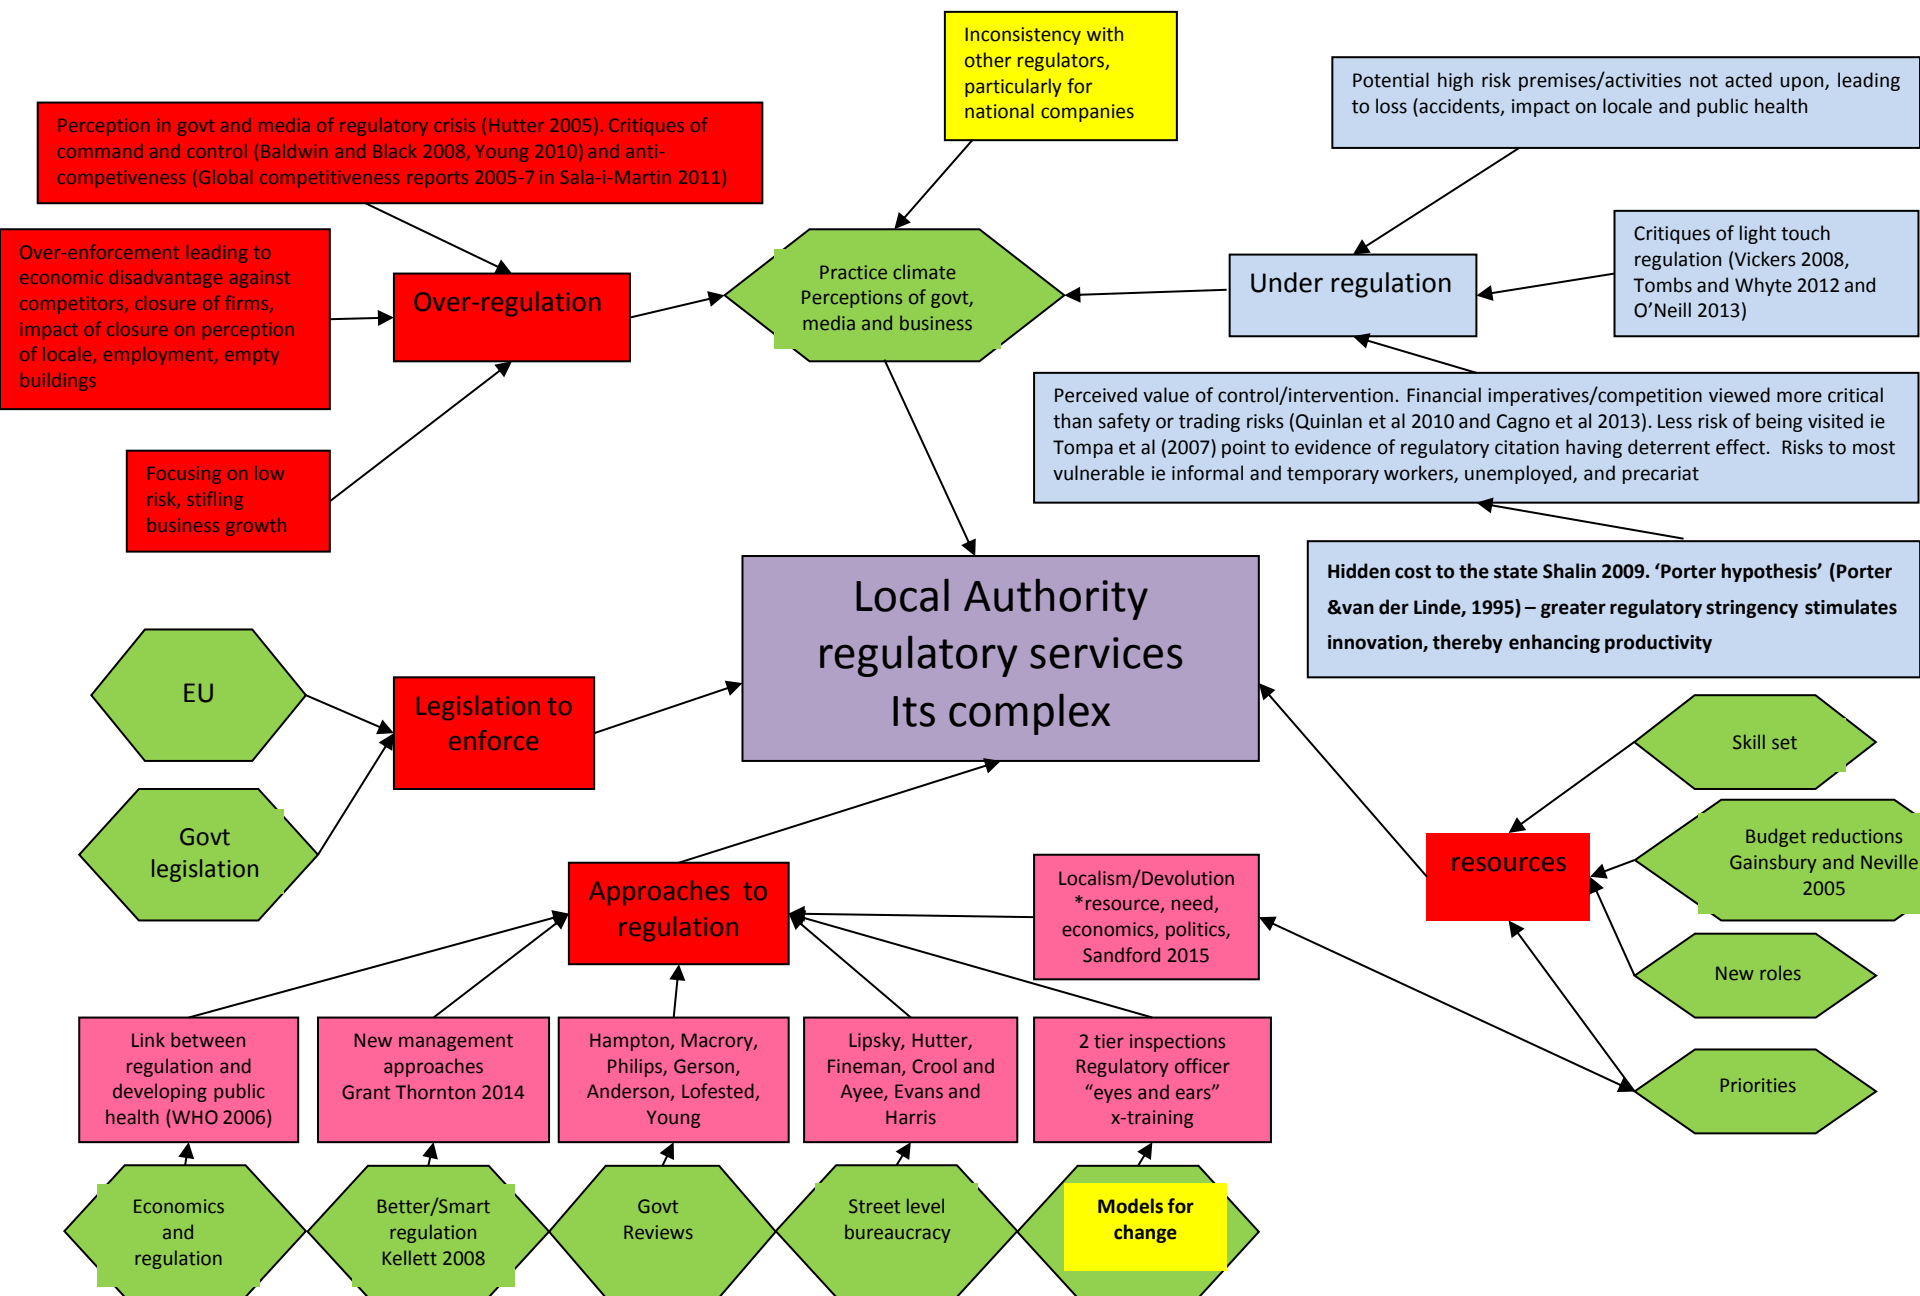 Inconsistency with
other regulators,
particularly for
national companies
Potential high risk premises/activities not acted upon, leading
to loss (accidents, impact on locale and public health
Perception in govt and media of regulatory crisis (Hutter 2005). Critiques of
command and control (Baldwin and Black 2008, Young 2010) and anti-
competiveness (Global competitiveness reports 2005-7 in Sala-i-Martin 2011)
Over-enforcement leading to
economic disadvantage against
competitors, closure of firms,
impact of closure on perception
of locale, employment, empty
buildings
Over-regulation
Practice climate
Perceptions of govt,
media and business
Under regulation
Critiques of light touch
regulation (Vickers 2008,
Tombs and Whyte 2012 and
O'Neill 2013)
Perceived value of control/intervention. Financial imperatives/competition viewed more critical
than safety or trading risks (Quinlan et al 2010 and Cagno et al 2013). Less risk of being visited ie
Tompa et al (2007) point to evidence of regulatory citation having deterrent effect. Risks to most
vulnerable ie informal and temporary workers, unemployed, and precariat
Focusing on low
risk, stifling
business growth
Hidden cost to the state Shalin 2009. ‘Porter hypothesis’ (Porter
&van der Linde, 1995) – greater regulatory stringency stimulates
innovation, thereby enhancing productivity
Local Authority
regulatory services
Its complex
EU
Legislation to
enforce
Govt
legislation
Skill set
Budget reductions
Gainsbury and Neville
2005
resources
New roles
Priorities
Approaches to
regulation
Localism/Devolution
*resource, need,
economics, politics,
Sandford 2015
Link between
regulation and
developing public
health (WHO 2006)
New management
approaches
Grant Thornton 2014
Hampton, Macrory,
Philips, Gerson,
Anderson, Lofested,
Young
Lipsky, Hutter,
Fineman, Crool and
Ayee, Evans and
Harris
2 tier inspections
Regulatory officer
“eyes and ears”
x-training
Economics
and
regulation
Better/Smart
regulation
Kellett 2008
Govt
Reviews
Street level
bureaucracy
Models for
change